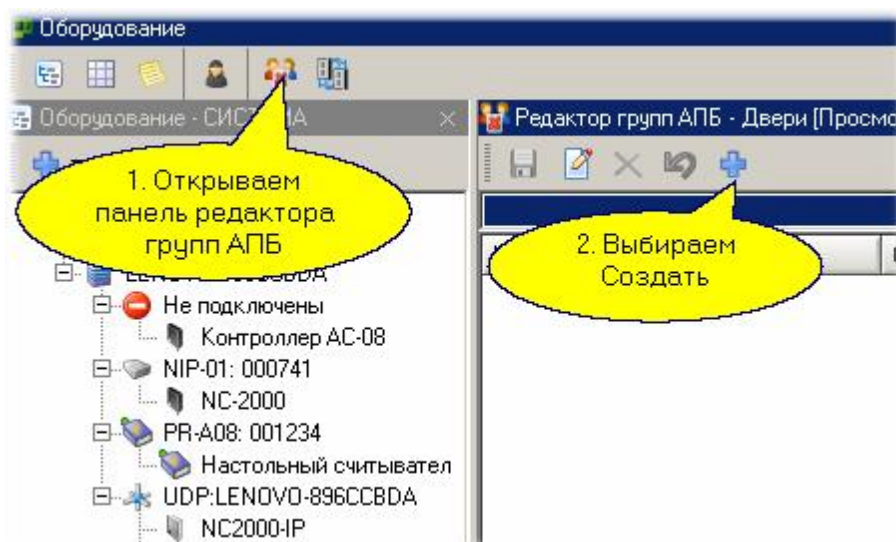 Оборудование
Оборудование - СИСТЕМА
Редактор групп АПБ - Двери [Просмо
1. Открываем
панель редактора
групп АПБ
2. Выбираем
Создать
Не подключены
Контроллер AC-08
NIP-01: 000741
NC-2000
PR-A08: 001234
Настольный считывател
UDP:LENOVO-896CCBDA
NC2000-IP